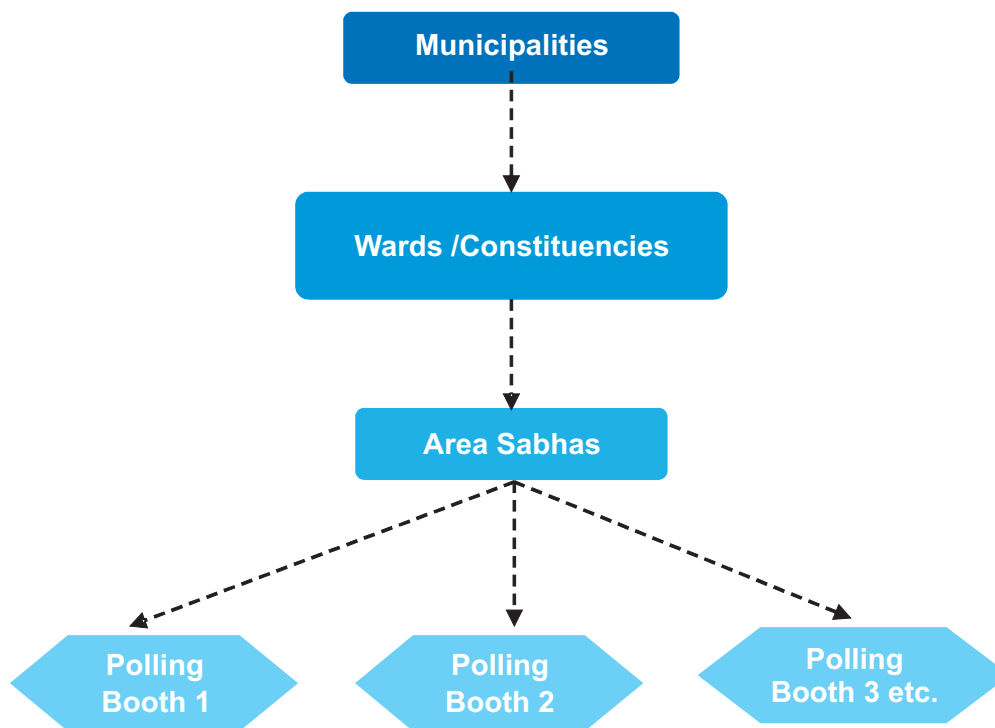 Municipalities
Wards /Constituencies
Area Sabhas
Polling
Booth 1
Polling
Booth 2
Polling
Booth 3 etc.